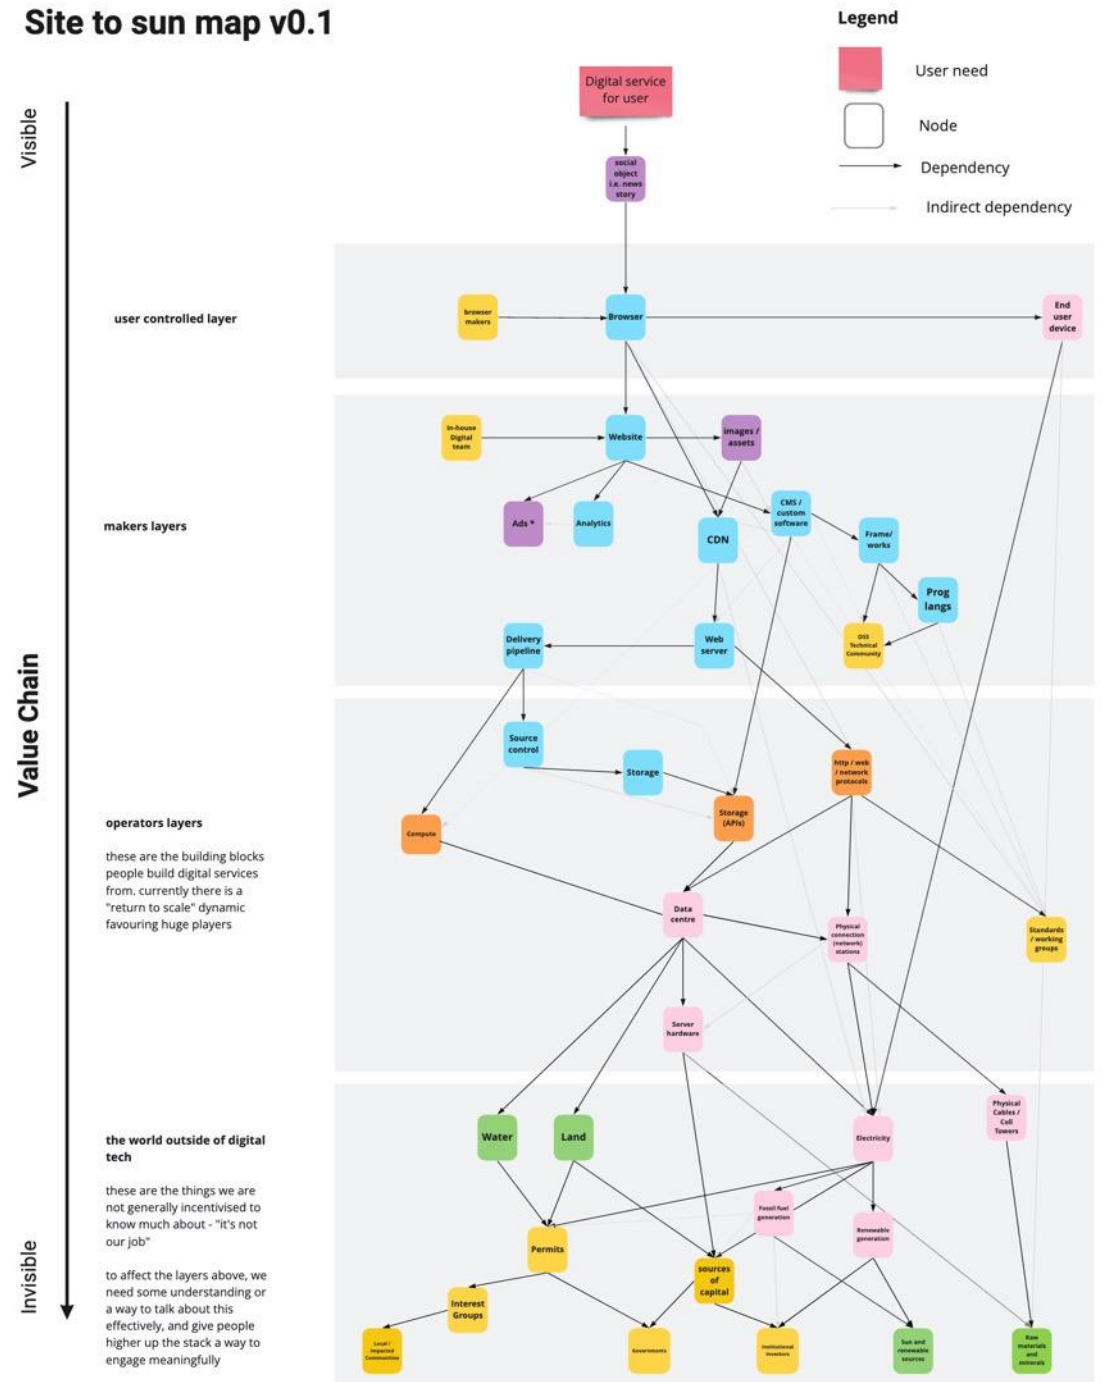 Site to sun map v0.1
Legend
User need
Node
Dependency
Indirect dependency
Visible
Value Chain
Invisible
Digital service
for user
social
object
i.e. news
story
user controlled layer
browser
makers
Browser
End
user
device
makers layers
In-house
Digital
team
Website
images /
assets
Ads *
Analytics
CDN
CMS /
custom
software
Frame/
works
Prog
langs
OSS
Technical
Community
Delivery
pipeline
Web
server
operators layers
these are the building blocks
people build digital services
from. currently there is a
"return to scale" dynamic
favouring huge players
Source
control
Storage
http / web
/ network
protocols
Compute
Storage
(APIs)
Data
centre
Physical
connection
(network)
stations
Standards
/ working
groups
Server
hardware
the world outside of digital
tech
these are the things we are
not generally incentivised to
know much about - "it's not
our job"
to affect the layers above, we
need some understanding or
a way to talk about this
effectively, and give people
higher up the stack a way to
engage meaningfully
Water
Land
Electricity
Physical
Cables /
Cell
Towers
Fossil fuel
generation
Renewable
generation
Permits
sources
of
capital
Interest
Groups
Local /
Impacted
Communities
Governments
Institutional
investors
Sun and
renewable
sources
Raw
materials
and
minerals